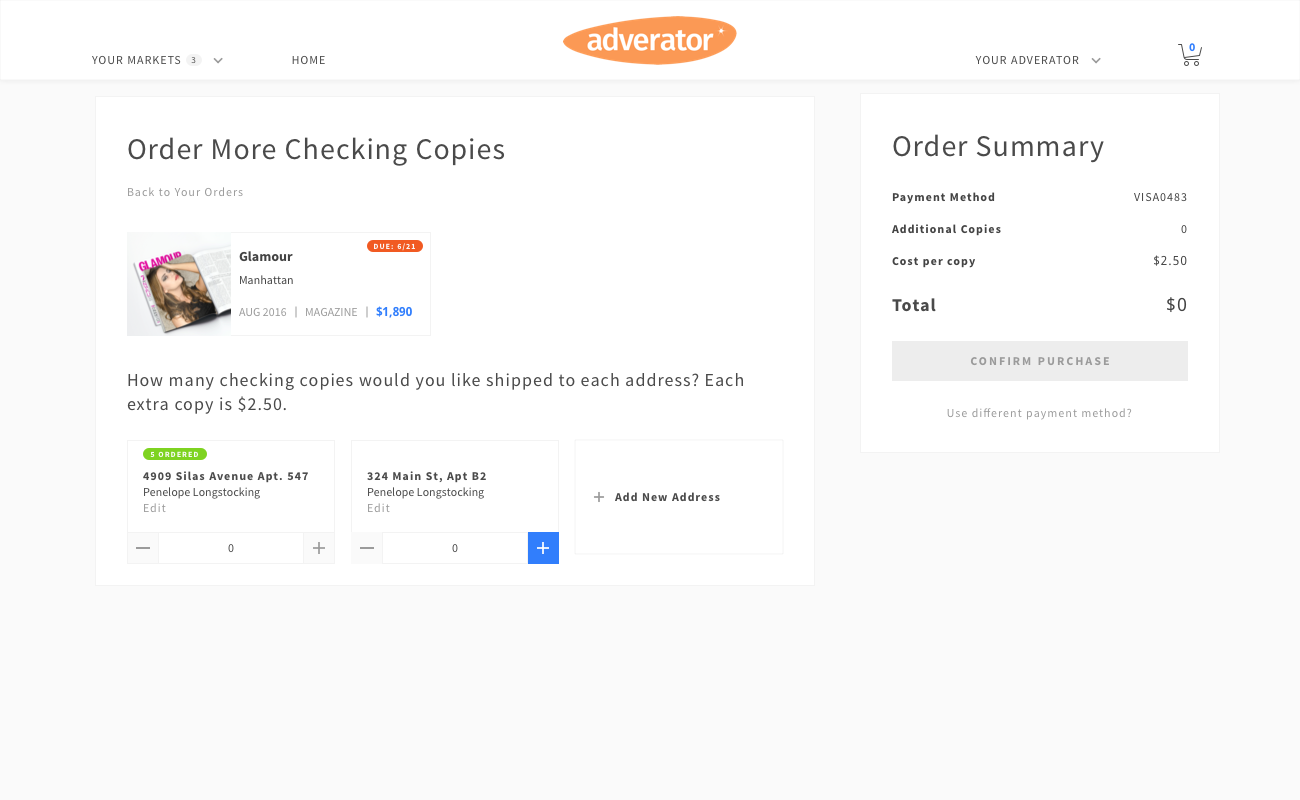 YOUR MARKETS 3
HOME
adverator
YOUR ADVERATOR
0
Order More Checking Copies
Back to Your Orders
GLAMOUR
DUE: 6/21
Glamour
Manhattan
AUG 2016 | MAGAZINE | $1,890
How many checking copies would you like shipped to each address? Each
extra copy is $2.50.
5 ORDERED
4909 Silas Avenue Apt. 547
Penelope Longstocking
Edit
0
324 Main St, Apt B2
Penelope Longstocking
Edit
0
Add New Address
Order Summary
Payment Method VISA0483
Additional Copies 0
Cost per copy $2.50
Total $0
CONFIRM PURCHASE
Use different payment method?